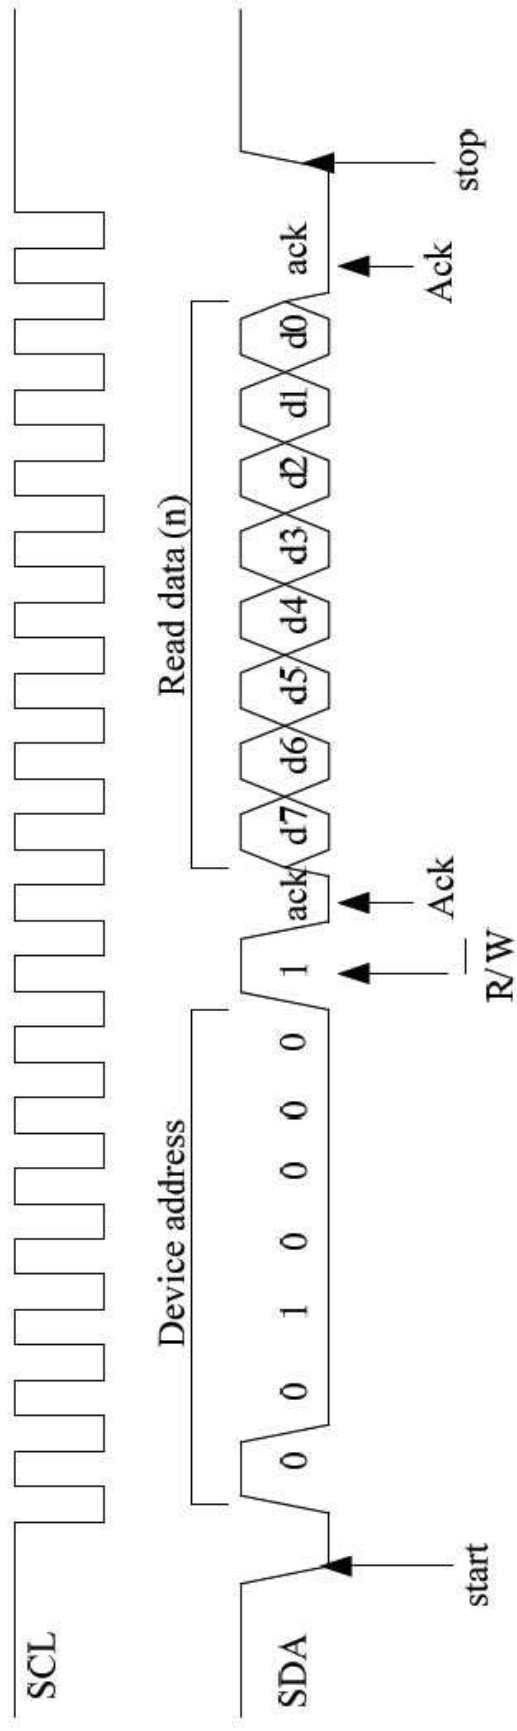 SCL
Device address
Read data (n)
SDA
0 0 1 0 0 0 0 1 ack d7 d6 d5 d4 d3 d2 d1 d0 ack
start
R/W
Ack
Ack
stop